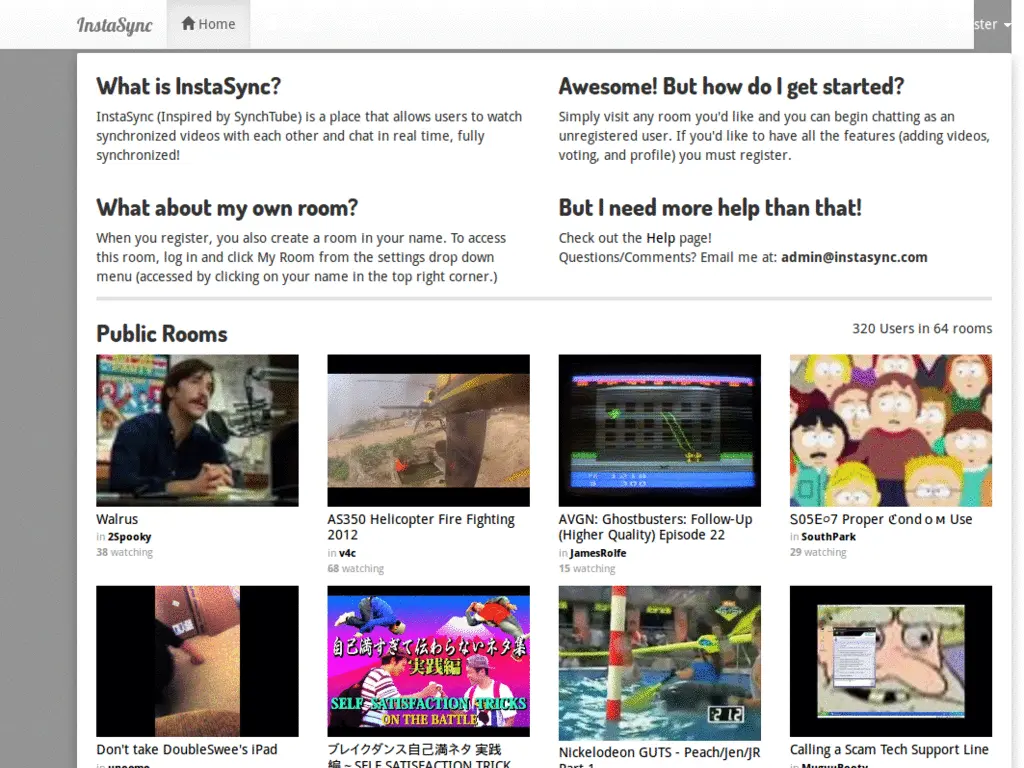 InstaSync
Home
ster
What is InstaSync?
InstaSync (Inspired by SynchTube) is a place that allows users to watch
synchronized videos with each other and chat in real time, fully
synchronized!
Awesome! But how do I get started?
Simply visit any room you'd like and you can begin chatting as an
unregistered user. If you'd like to have all the features (adding videos,
voting, and profile) you must register.
What about my own room?
When you register, you also create a room in your name. To access
this room, log in and click My Room from the settings drop down
menu (accessed by clicking on your name in the top right corner.)
But I need more help than that!
Check out the Help page!
Questions/Comments? Email me at: admin@instasync.com
Public Rooms
320 Users in 64 rooms
Walrus
in 2Spooky
38 watching
AS350 Helicopter Fire Fighting
2012
in v4c
68 watching
AVGN: Ghostbusters: Follow-Up
(Higher Quality) Episode 22
in JamesRolfe
15 watching
S05E०7 Proper ℭond o м Use
in SouthPark
29 watching
自己満すぎて伝わらないネタ集
実践編
SELF SATISFACTION TRICKS
ON THE BATTLE
2 12
Don't take DoubleSwee's iPad
ブレイクダンス自己満ネタ 実践
編 ~ SELF SATISFACTION TRICK
Nickelodeon GUTS - Peach/Jen/JR
Part 1
Calling a Scam Tech Support Line